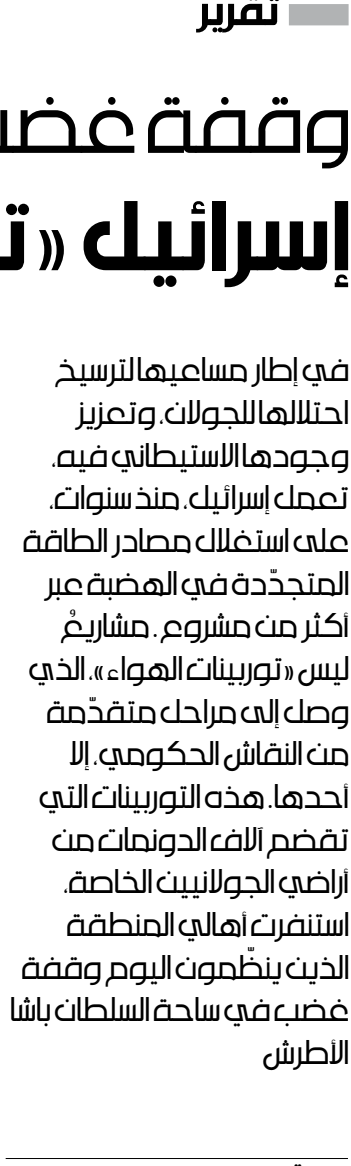 تقرير
وقفة غضب
إسرائيل «ت
في إطار مساعيها لترسيخ
احتلالها للجولان، وتعزيز
وجودها الاستيطاني فيه،
تعمل إسرائيل، منذ سنوات،
على استغلال مصادر الطاقة
المتجدّدة في الهضبة عبر
أكثر من مشروع. مشاريعُ
ليس «توربينات الهواء»، الذي
وصل إلى مراحل متقدّمة
من النقاش الحكومي، إلا
أحدها. هذه التوربينات التي
تقضم آلاف الدونمات من
أراضي الجولانيين الخاصة،
استنفرت أهالي المنطقة
الذين ينظّمون اليوم وقفة
غضب في ساحة السلطان باشا
الأطرش